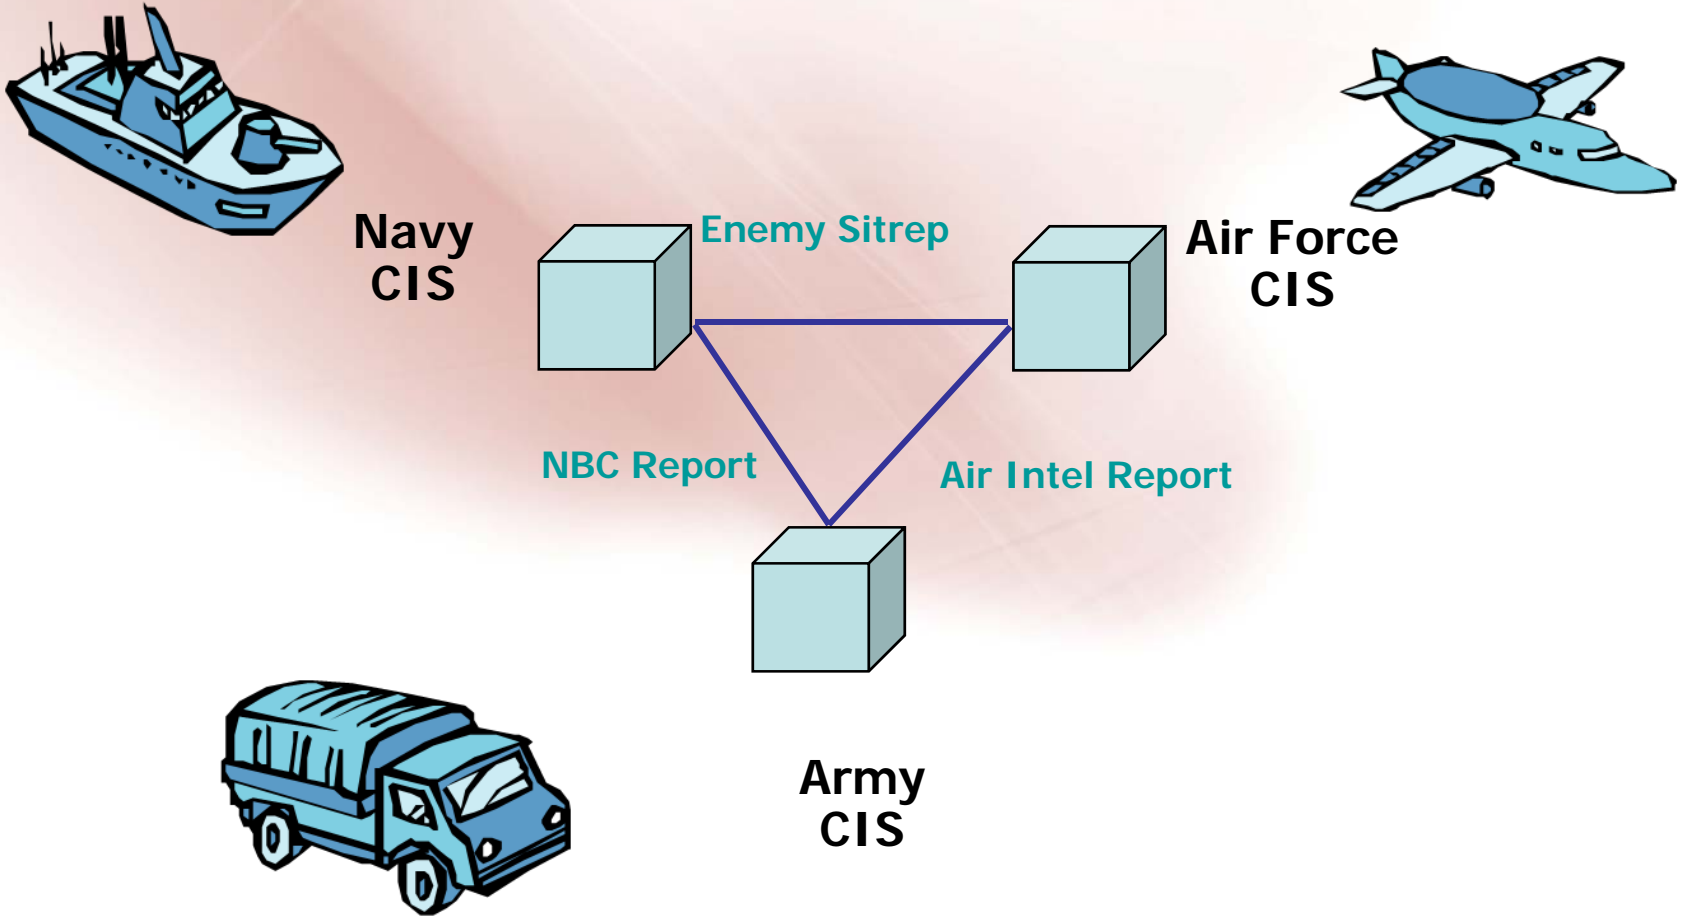 Navy
CIS
Enemy Sitrep
Air Force
CIS
NBC Report
Air Intel Report
Army
CIS